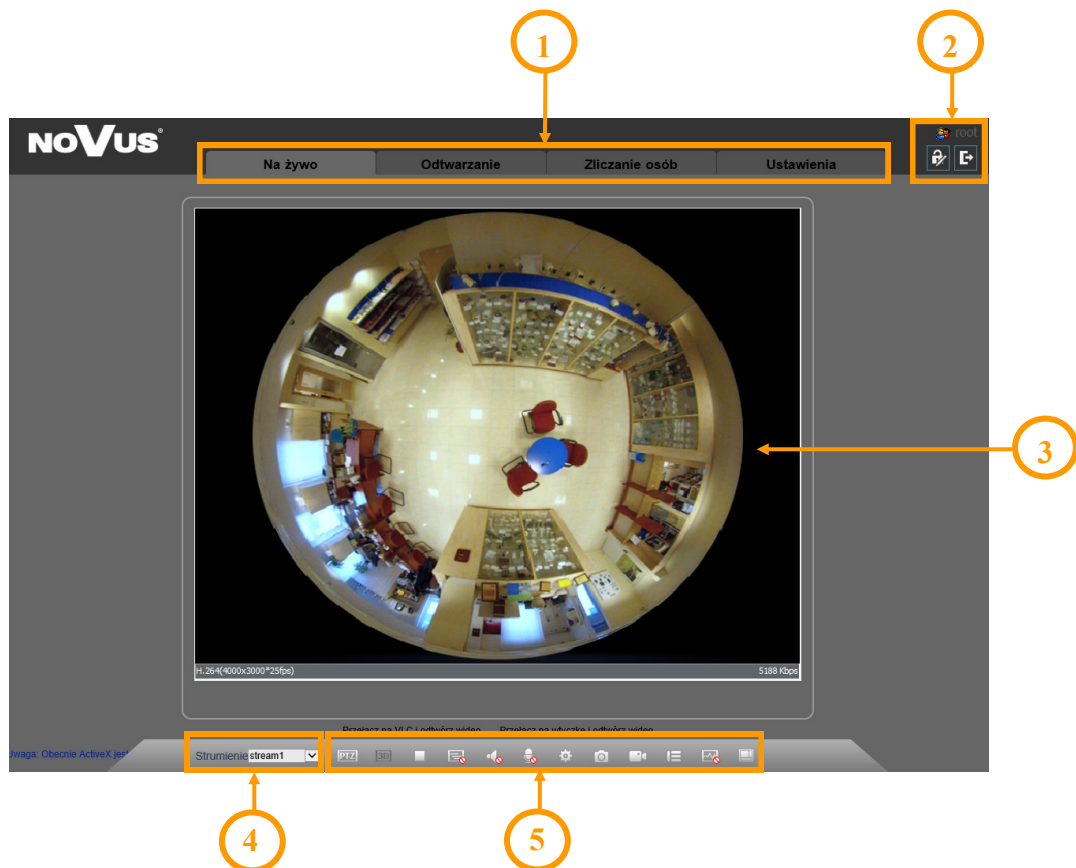 1
2
NOVUS®
root
Na żywo
Odtwarzanie
Zliczanie osób
Ustawienia
3
H.264(4000x3000*25fps)
5188 Kbps
Przełącz na VLC i odtwórz wideo
Przełącz na wtyczkę i odtwórz wideo
Uwaga: Obecnie ActiveX jest
Strumienie
stream1
PTZ
3D
4
5